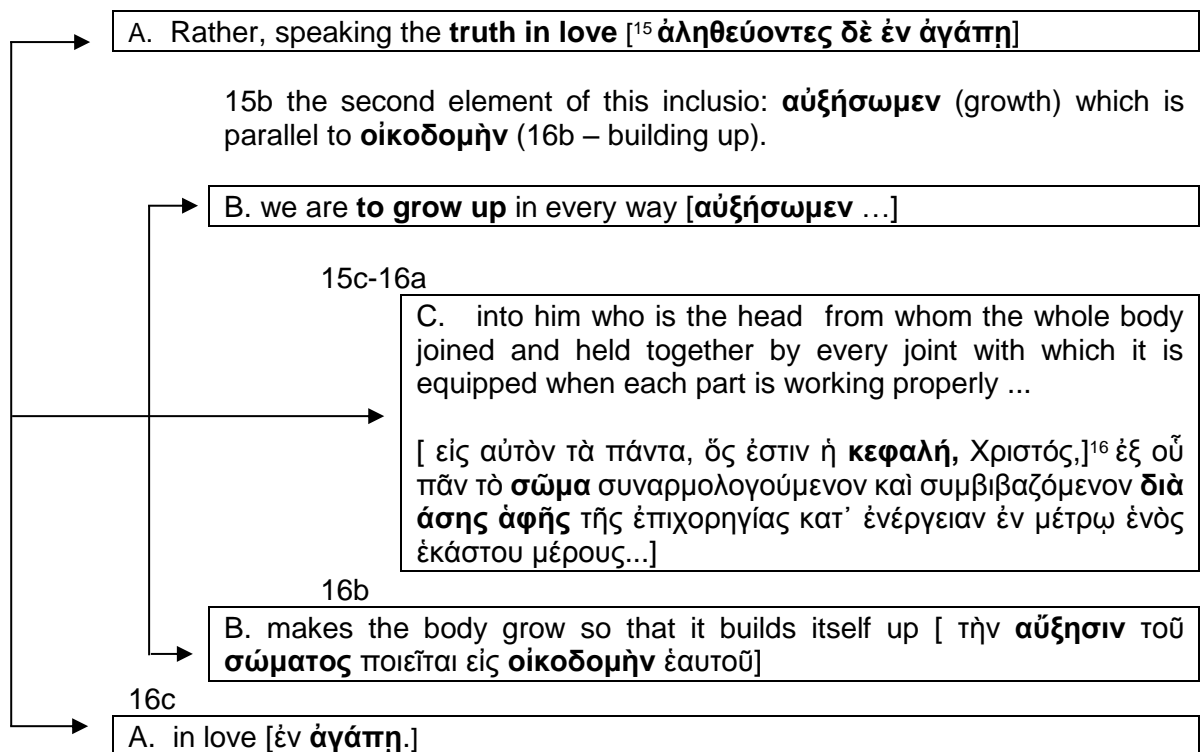 A. Rather, speaking the truth in love [¹⁵ ἀληθεύοντες δὲ ἐν ἀγάπῃ]
15b the second element of this inclusio: αὐξήσωμεν (growth) which is
parallel to οἰκοδομὴν (16b – building up).
B. we are to grow up in every way [αὐξήσωμεν …]
15c-16a
C. into him who is the head from whom the whole body
joined and held together by every joint with which it is
equipped when each part is working properly ...
[ εἰς αὐτὸν τὰ πάντα, ὅς ἐστιν ἡ κεφαλή, Χριστός,]¹⁶ ἐξ οὗ
πᾶν τὸ σῶμα συναρμολογούμενον καὶ συμβιβαζόμενον διὰ
άσης ἁφῆς τῆς ἐπιχορηγίας κατ᾽ ἐνέργειαν ἐν μέτρῳ ἑνὸς
ἑκάστου μέρους...]
16b
B. makes the body grow so that it builds itself up [ τὴν αὔξησιν τοῦ
σώματος ποιεῖται εἰς οἰκοδομὴν ἑαυτοῦ]
16c
A. in love [ἐν ἀγάπῃ.]